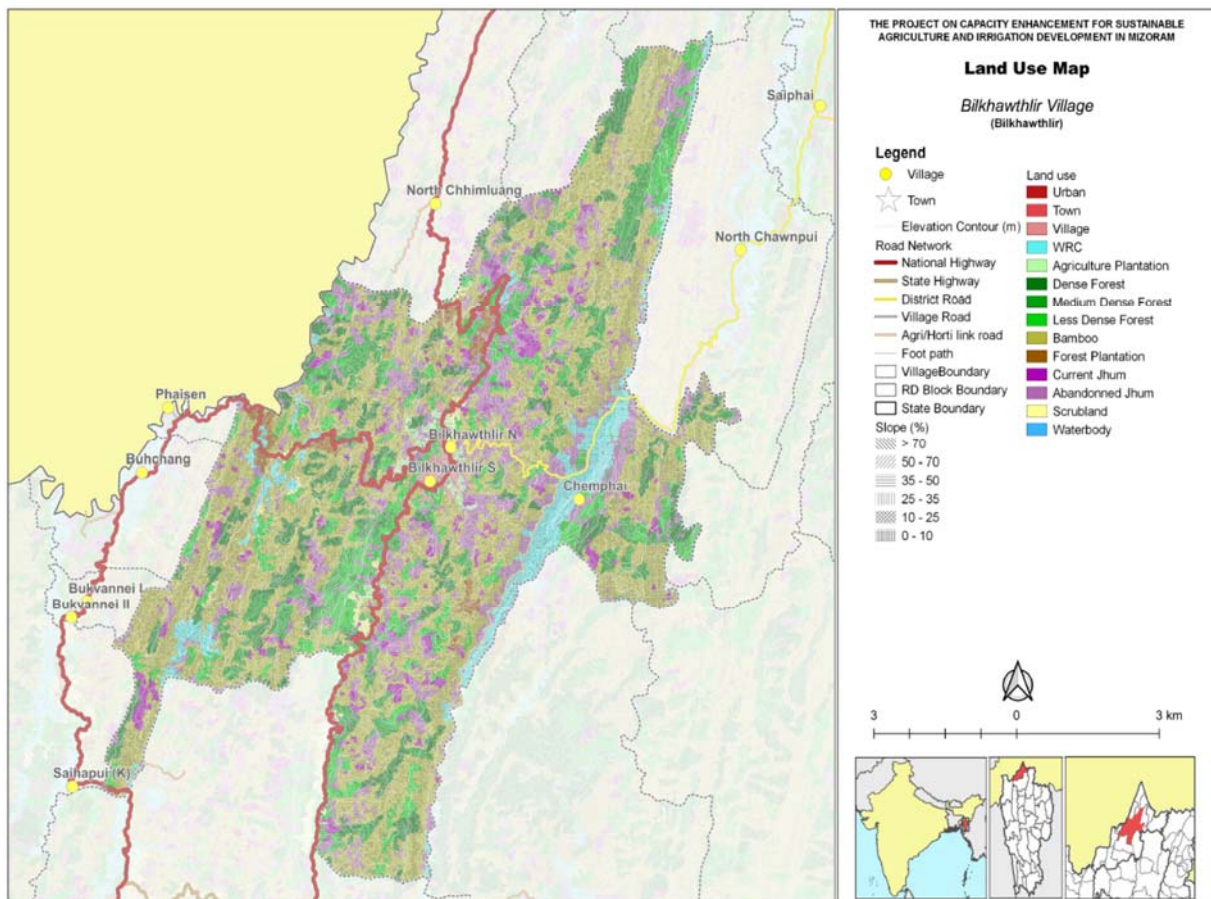 THE PROJECT ON CAPACITY ENHANCEMENT FOR SUSTAINABLE
AGRICULTURE AND IRRIGATION DEVELOPMENT IN MIZORAM
Land Use Map
Bilkhawthlir Village
(Bilkhawthlir)
Legend
Village
Town
Elevation Contour (m)
Road Network
National Highway
State Highway
District Road
Village Road
Agri/Horti link road
Foot path
VillageBoundary
RD Block Boundary
State Boundary
Slope (%)
> 70
50 - 70
35 - 50
25 - 35
10 - 25
0 - 10
Land use
Urban
Town
Village
WRC
Agriculture Plantation
Dense Forest
Medium Dense Forest
Less Dense Forest
Bamboo
Forest Plantation
Current Jhum
Abandonned Jhum
Scrubland
Waterbody
3 0 3 km
Saiphai
North Chhimluang
North Chawnpui
Phaisen
Bilkhawthlir N
Buhchang
Bilkhawthlir S
Chemphai
Bukvannei I
Bukvannei II
Saihapui (K)